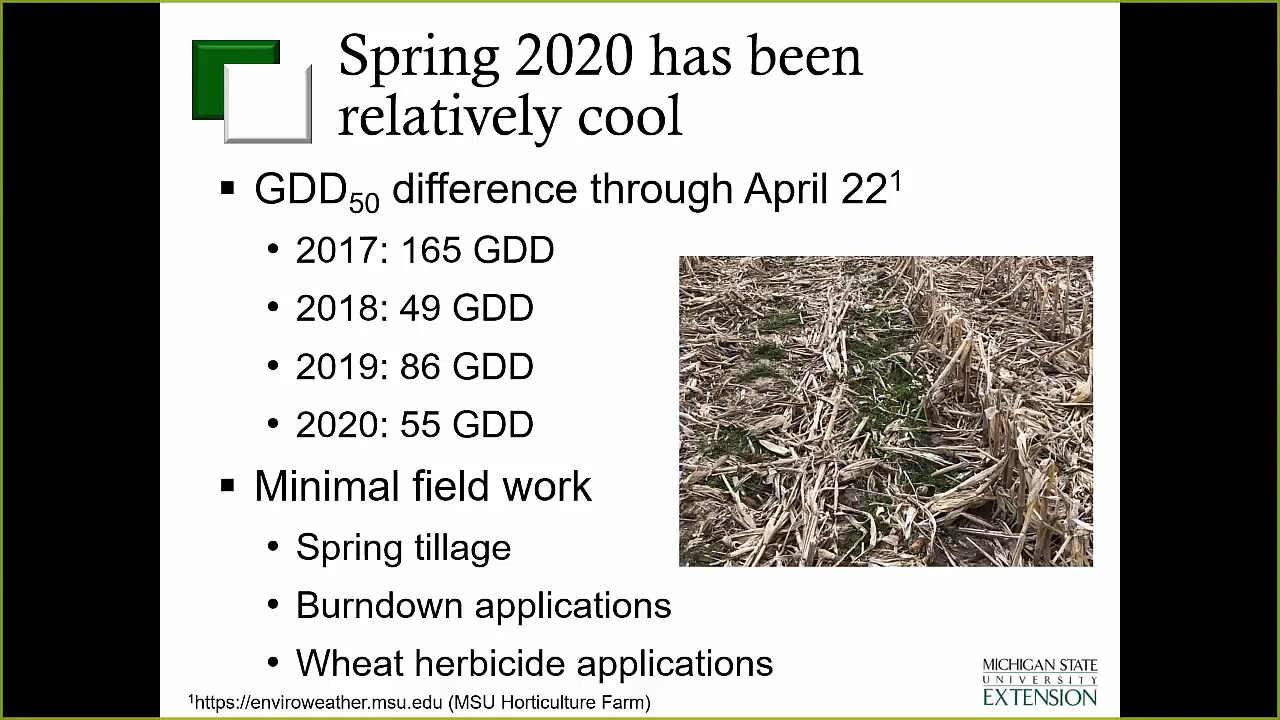 Spring 2020 has been
relatively cool
▪ GDD₅₀ difference through April 22¹
• 2017: 165 GDD
• 2018: 49 GDD
• 2019: 86 GDD
• 2020: 55 GDD
▪ Minimal field work
• Spring tillage
• Burndown applications
• Wheat herbicide applications
¹https://enviroweather.msu.edu (MSU Horticulture Farm)
MICHIGAN STATE
UNIVERSITY
EXTENSION